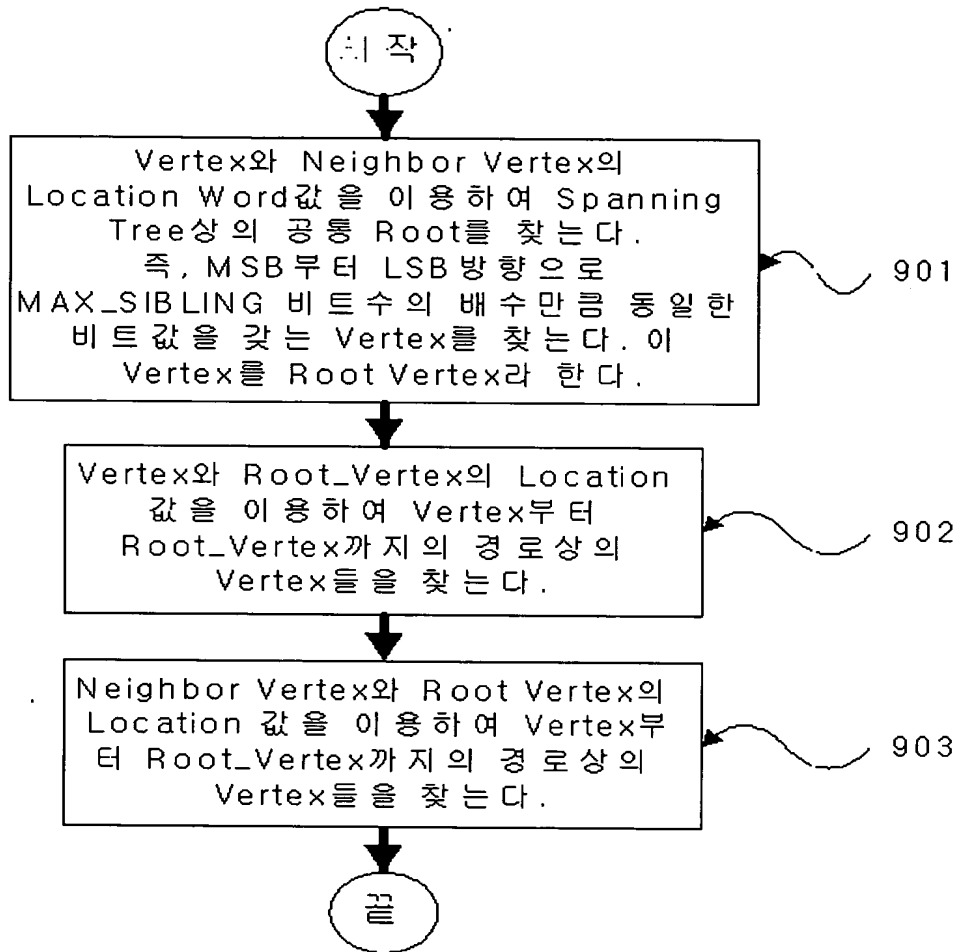 시작
Vertex와 Neighbor Vertex의
Location Word값을 이용하여 Spanning
Tree상의 공통 Root를 찾는다.
즉, MSB부터 LSB방향으로
MAX_SIBLING 비트수의 배수만큼 동일한
비트값을 갖는 Vertex를 찾는다. 이
Vertex를 Root Vertex라 한다.
901
Vertex와 Root_Vertex의 Location
값을 이용하여 Vertex부터
Root_Vertex까지의 경로상의
Vertex들을 찾는다.
902
Neighbor Vertex와 Root Vertex의
Location 값을 이용하여 Vertex부
터 Root_Vertex까지의 경로상의
Vertex들을 찾는다.
903
끝